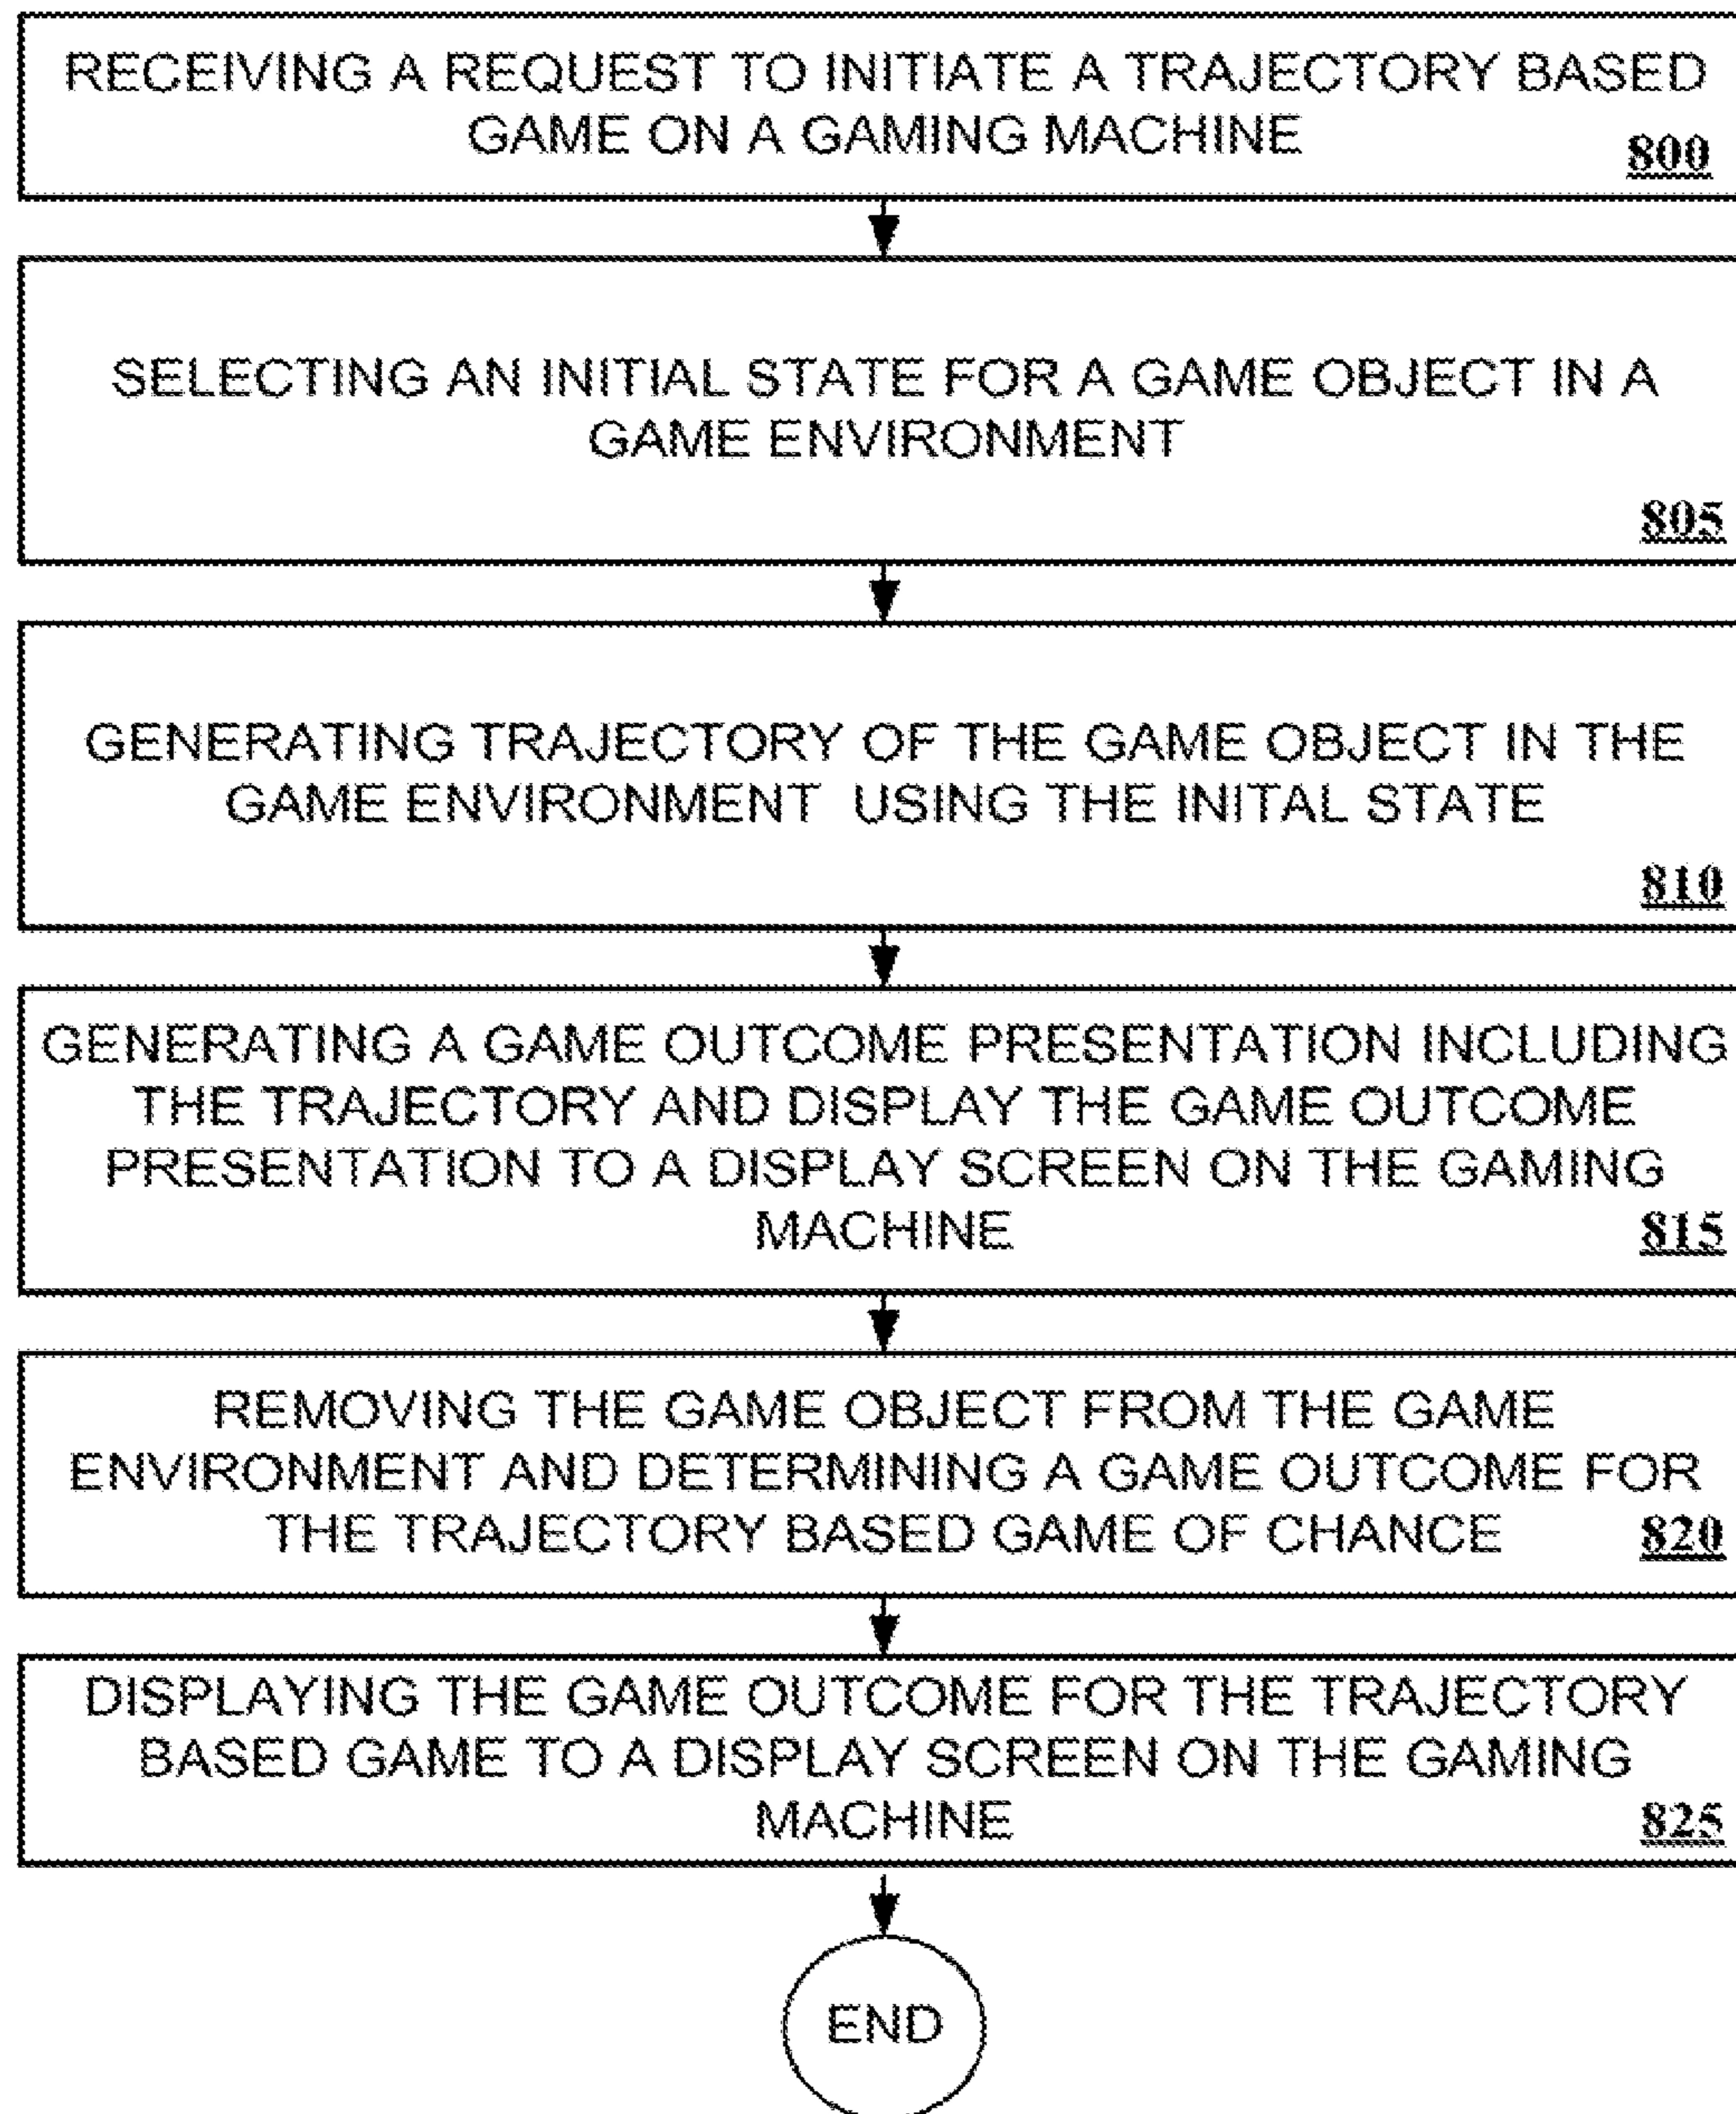 RECEIVING A REQUEST TO INITIATE A TRAJECTORY BASED
GAME ON A GAMING MACHINE
800
SELECTING AN INITIAL STATE FOR A GAME OBJECT IN A
GAME ENVIRONMENT
805
GENERATING TRAJECTORY OF THE GAME OBJECT IN THE
GAME ENVIRONMENT USING THE INITAL STATE
810
GENERATING A GAME OUTCOME PRESENTATION INCLUDING
THE TRAJECTORY AND DISPLAY THE GAME OUTCOME
PRESENTATION TO A DISPLAY SCREEN ON THE GAMING
MACHINE
815
REMOVING THE GAME OBJECT FROM THE GAME
ENVIRONMENT AND DETERMINING A GAME OUTCOME FOR
THE TRAJECTORY BASED GAME OF CHANCE
820
DISPLAYING THE GAME OUTCOME FOR THE TRAJECTORY
BASED GAME TO A DISPLAY SCREEN ON THE GAMING
MACHINE
825
END